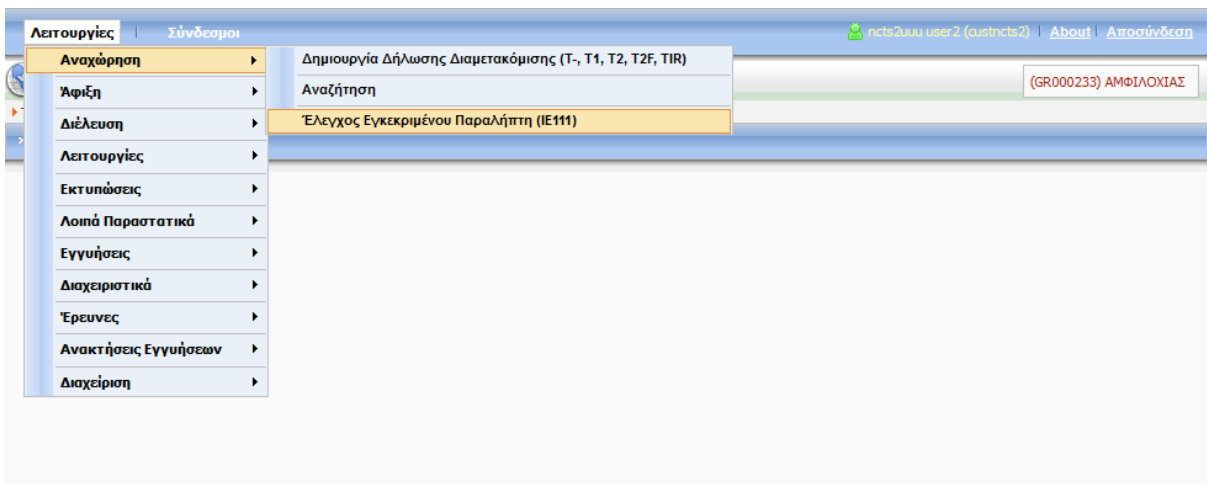 Λειτουργίες | Σύνδεσμοι ncts2uuu user2 (custncts2) | About | Αποσύνδεση
Αναχώρηση
Δημιουργία Δήλωσης Διαμετακόμισης (T-, T1, T2, T2F, TIR)
Άφιξη
Αναζήτηση
(GR000233) ΑΜΦΙΛΟΧΙΑΣ
Διέλευση
Έλεγχος Εγκεκριμένου Παραλήπτη (IE111)
Λειτουργίες
Εκτυπώσεις
Λοιπά Παραστατικά
Εγγυήσεις
Διαχειριστικά
Έρευνες
Ανακτήσεις Εγγυήσεων
Διαχείριση